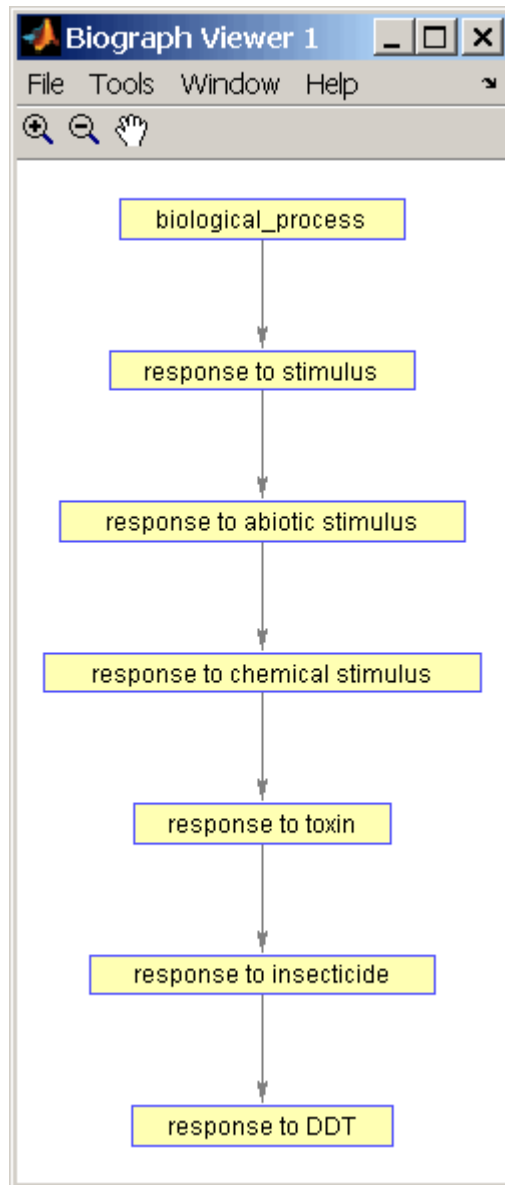 Biograph Viewer 1
File Tools Window Help
biological_process
response to stimulus
response to abiotic stimulus
response to chemical stimulus
response to toxin
response to insecticide
response to DDT